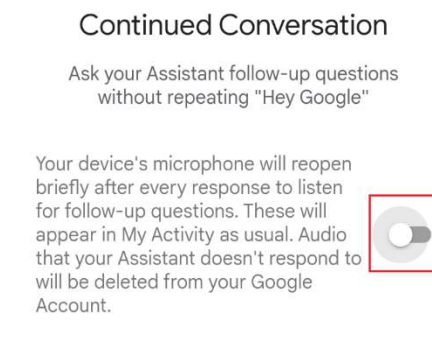 Continued Conversation
Ask your Assistant follow-up questions
without repeating "Hey Google"
Your device's microphone will reopen
briefly after every response to listen
for follow-up questions. These will
appear in My Activity as usual. Audio
that your Assistant doesn't respond to
will be deleted from your Google
Account.